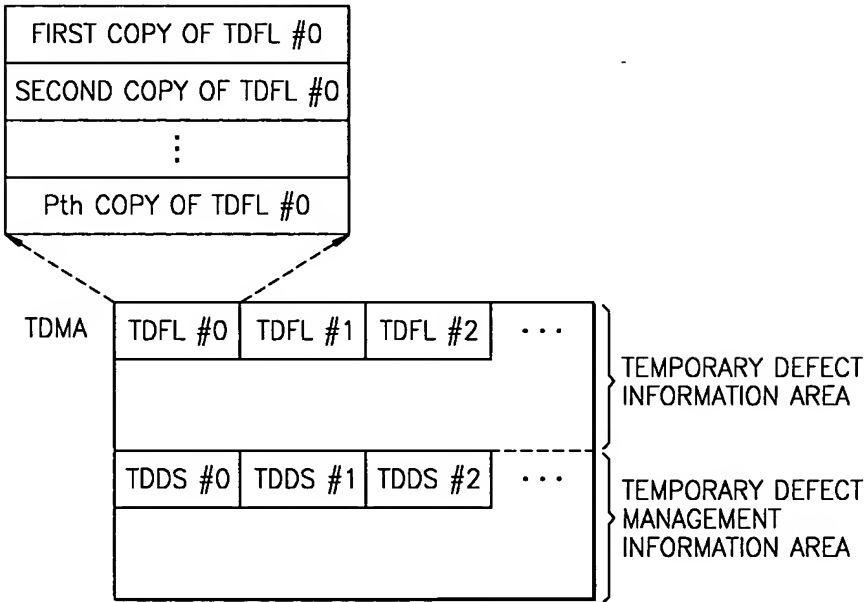 FIRST COPY OF TDFL #0
SECOND COPY OF TDFL #0
⋮
Pth COPY OF TDFL #0
TDMA
TDFL #0 TDFL #1 TDFL #2 ...
TEMPORARY DEFECT
INFORMATION AREA
TDDS #0 TDDS #1 TDDS #2 ...
TEMPORARY DEFECT
MANAGEMENT
INFORMATION AREA